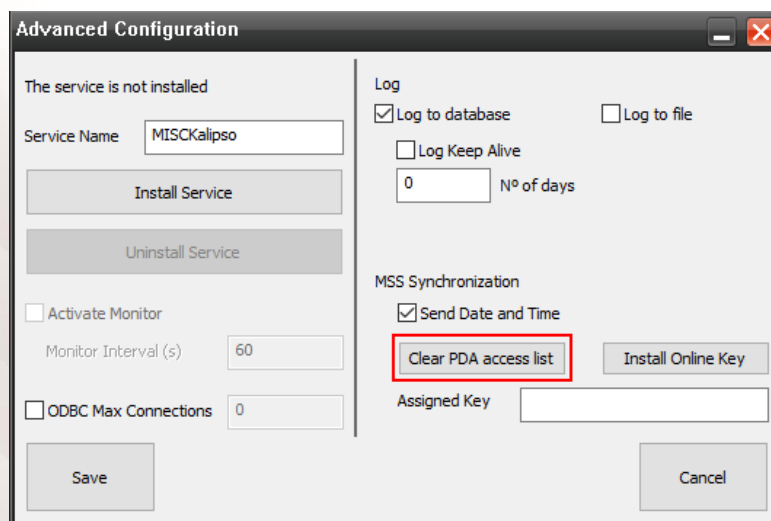 Advanced Configuration
The service is not installed
Service Name MISCKalipso
Install Service
Uninstall Service
Activate Monitor
Monitor Interval (s) 60
ODBC Max Connections 0
Save
Log
Log to database Log to file
Log Keep Alive
0 Nº of days
MSS Synchronization
Send Date and Time
Clear PDA access list Install Online Key
Assigned Key
Cancel